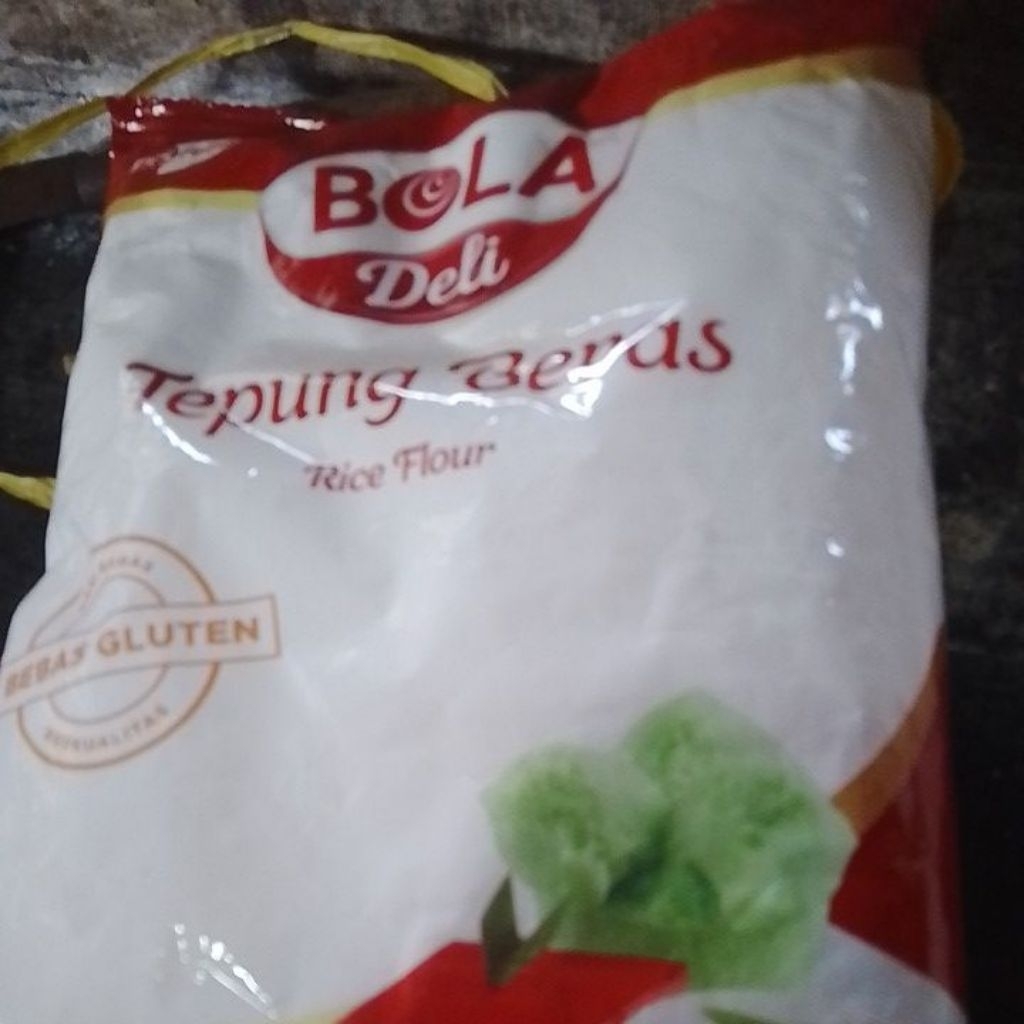 BOLA
Deli
Tepung Beras
Rice Flour
BEBAS GLUTEN